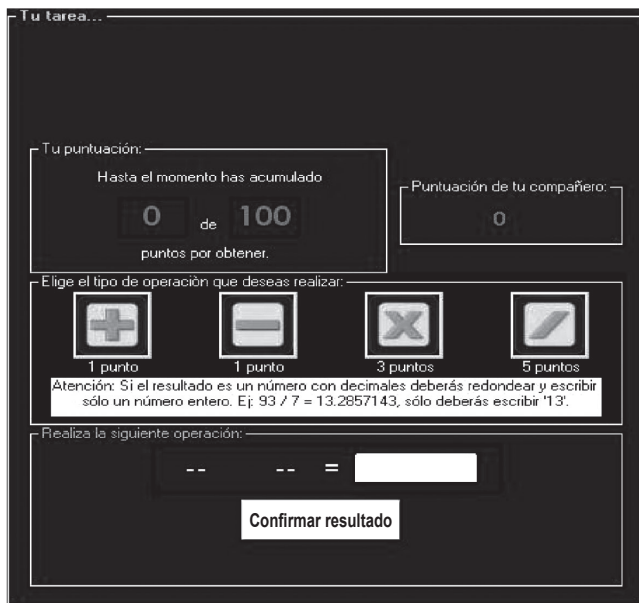 Tu tarea...
Tu puntuación:
Hasta el momento has acumulado
0 de 100
puntos por obtener.
Puntuación de tu compañero:
0
Elige el tipo de operaciòn que deseas realizar:
1 punto 1 punto 3 puntos 5 puntos
Atención: Si el resultado es un número con decimales deberás redondear y escribir
sólo un número entero. Ej: 93 / 7 = 13.2857143, sólo deberás escribir '13'.
Realiza la siguiente operación:
-- -- =
Confirmar resultado